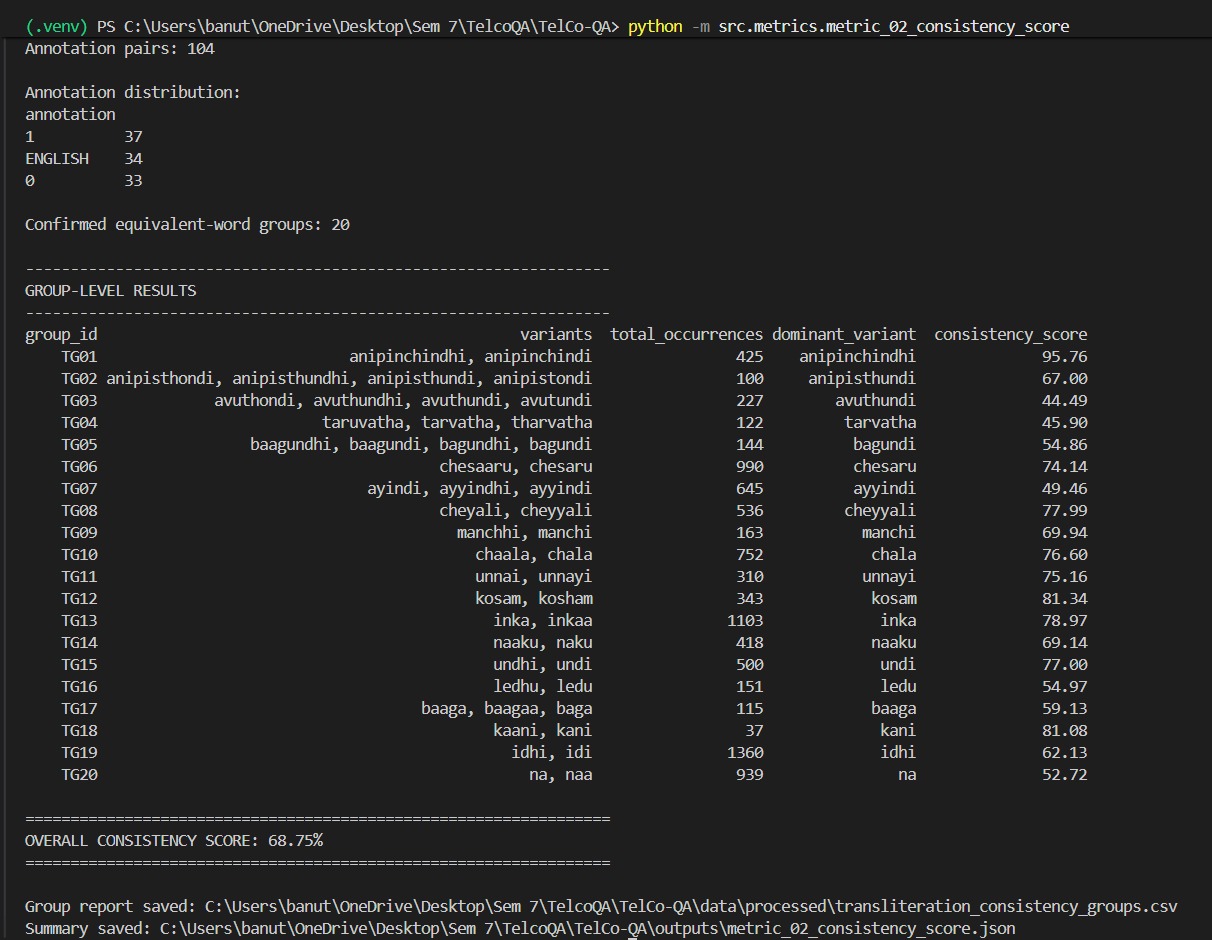 (.venv) PS C:\Users\banut\OneDrive\Desktop\Sem 7\TelcoQA\TelCo-QA> python -m src.metrics.metric_02_consistency_score
Annotation pairs: 104
Annotation distribution:
annotation
1 37
ENGLISH 34
0 33
Confirmed equivalent-word groups: 20
-----------------------------------------------------------------
GROUP-LEVEL RESULTS
-----------------------------------------------------------------
group_id variants total_occurrences dominant_variant consistency_score
TG01 anipinchindhi, anipinchindi 425 anipinchindhi 95.76
TG02 anipisthondi, anipisthundhi, anipisthundi, anipistondi 100 anipisthundi 67.00
TG03 avuthondi, avuthundhi, avuthundi, avutundi 227 avuthundi 44.49
TG04 taruvatha, tarvatha, tharvatha 122 tarvatha 45.90
TG05 baagundhi, baagundi, bagundhi, bagundi 144 bagundi 54.86
TG06 chesaaru, chesaru 990 chesaru 74.14
TG07 ayindi, ayyindhi, ayyindi 645 ayyindi 49.46
TG08 cheyali, cheyyali 536 cheyyali 77.99
TG09 manchhi, manchi 163 manchi 69.94
TG10 chaala, chala 752 chala 76.60
TG11 unnai, unnayi 310 unnayi 75.16
TG12 kosam, kosham 343 kosam 81.34
TG13 inka, inkaa 1103 inka 78.97
TG14 naaku, naku 418 naaku 69.14
TG15 undhi, undi 500 undi 77.00
TG16 ledhu, ledu 151 ledu 54.97
TG17 baaga, baagaa, baga 115 baaga 59.13
TG18 kaani, kani 37 kani 81.08
TG19 idhi, idi 1360 idhi 62.13
TG20 na, naa 939 na 52.72
=================================================================
OVERALL CONSISTENCY SCORE: 68.75%
=================================================================
Group report saved: C:\Users\banut\OneDrive\Desktop\Sem 7\TelcoQA\TelCo-QA\data\processed\transliteration_consistency_groups.csv
Summary saved: C:\Users\banut\OneDrive\Desktop\Sem 7\TelcoQA\TelCo-QA\outputs\metric_02_consistency_score.json